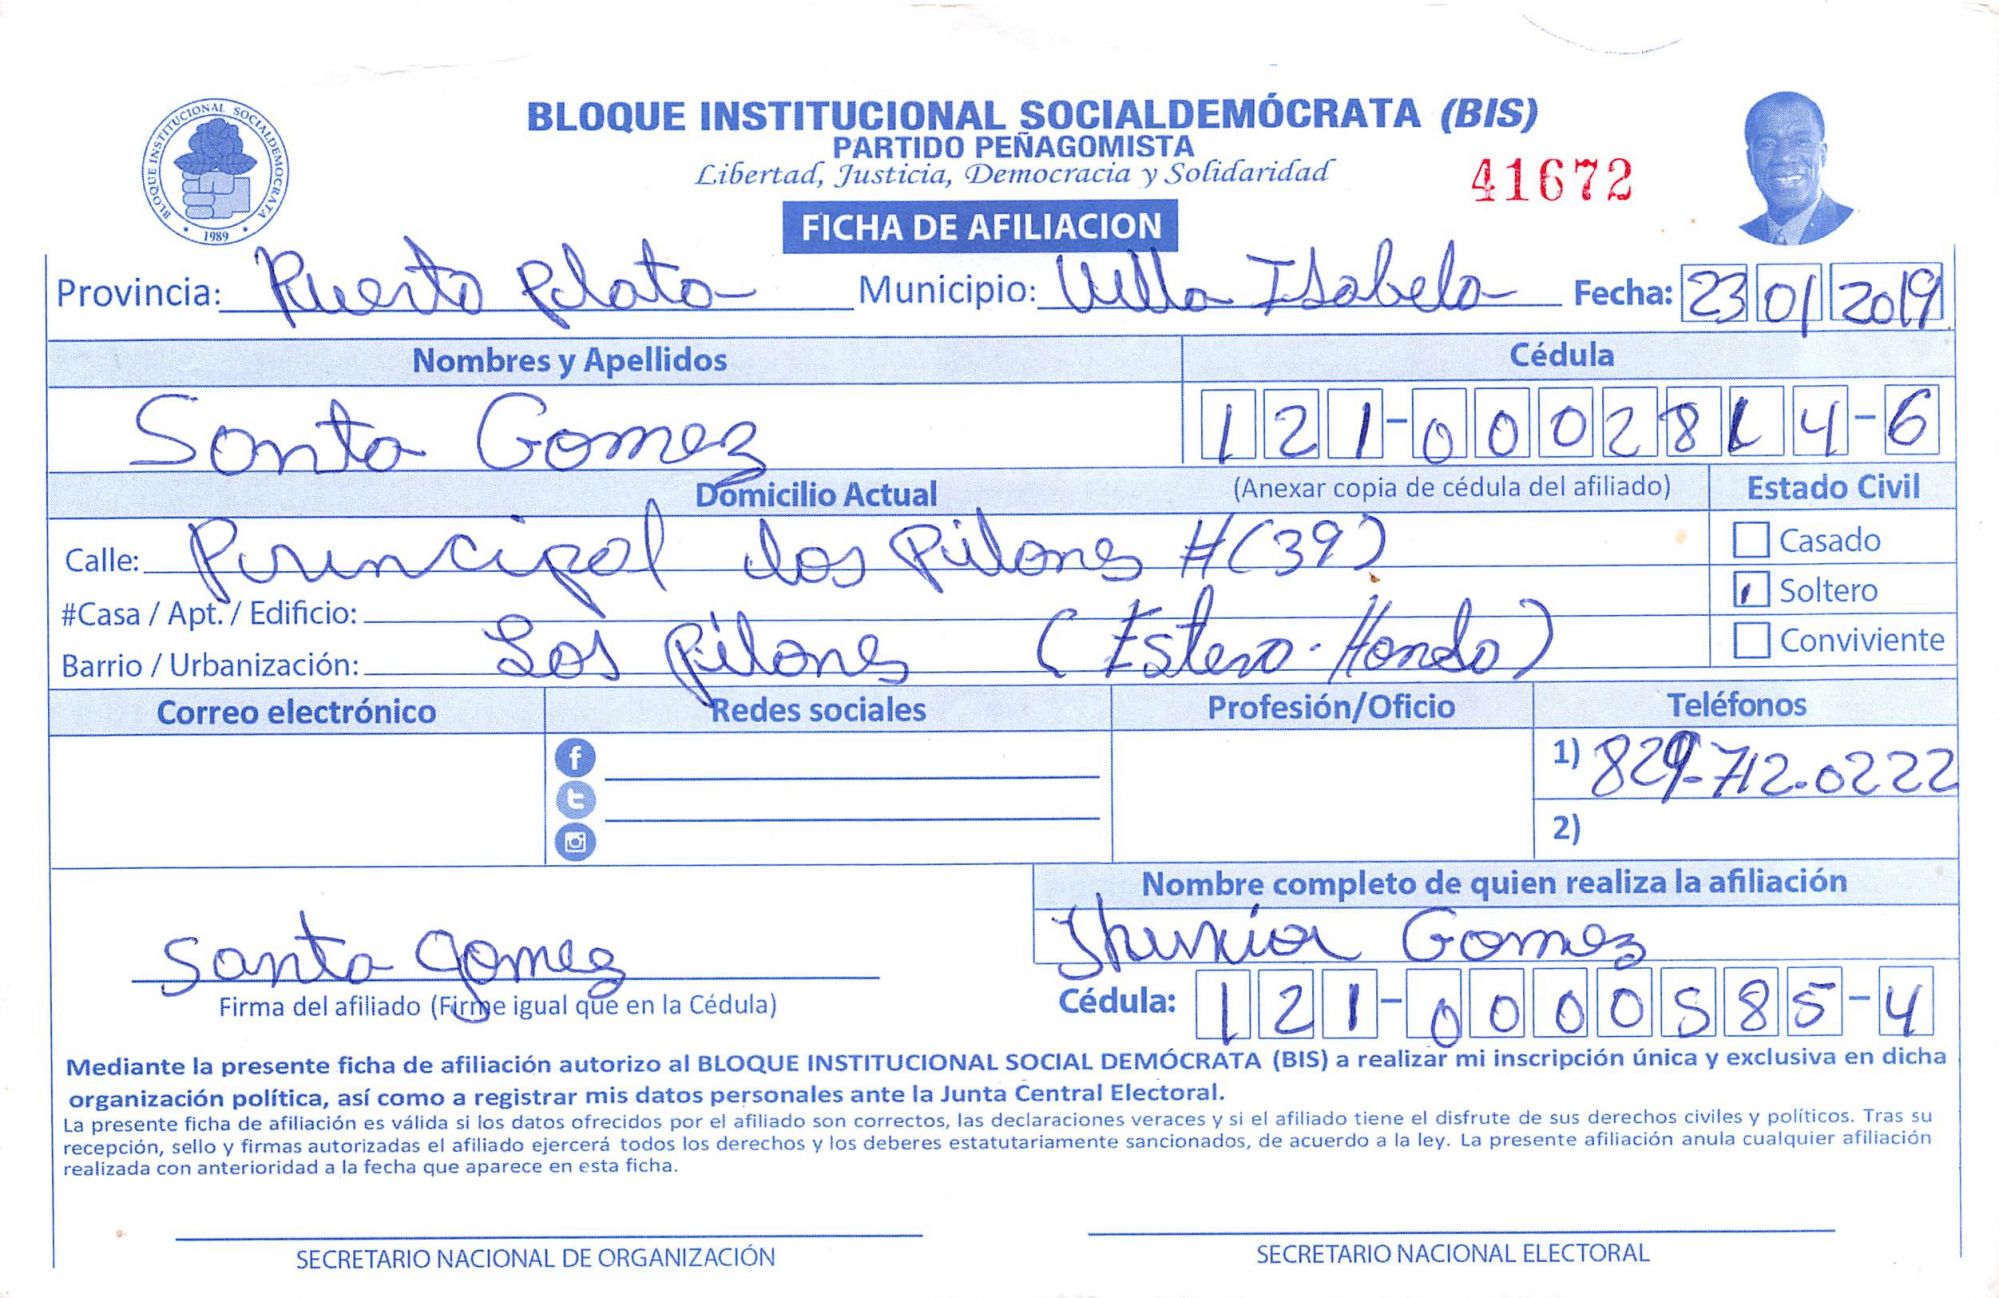 BLOQUE INSTITUCIONAL SOCIALDEMOCRATA
1989
BLOQUE INSTITUCIONAL SOCIALDEMÓCRATA (BIS)
PARTIDO PEÑAGOMISTA
Libertad, Justicia, Democracia y Solidaridad
41672
FICHA DE AFILIACION
Provincia: Puerto Plata Municipio: Villa Isabela Fecha: 23 01 2019
Nombres y Apellidos Cédula
Santa Gomez 121-0002814-6
Domicilio Actual (Anexar copia de cédula del afiliado) Estado Civil
Calle: Principal los Pilones #(39) Casado
#Casa / Apt. / Edificio: Soltero
Barrio / Urbanización: Los Pilones (Estero-Hondo) Conviviente
Correo electrónico Redes sociales Profesión/Oficio Teléfonos
1) 829-712-0222
2)
Nombre completo de quien realiza la afiliación
Jhunior Gomez
Santa Gomez
Firma del afiliado (Firme igual que en la Cédula) Cédula: 121-0000585-4
Mediante la presente ficha de afiliación autorizo al BLOQUE INSTITUCIONAL SOCIAL DEMÓCRATA (BIS) a realizar mi inscripción única y exclusiva en dicha
organización política, así como a registrar mis datos personales ante la Junta Central Electoral.
La presente ficha de afiliación es válida si los datos ofrecidos por el afiliado son correctos, las declaraciones veraces y si el afiliado tiene el disfrute de sus derechos civiles y políticos. Tras su
recepción, sello y firmas autorizadas el afiliado ejercerá todos los derechos y los deberes estatutariamente sancionados, de acuerdo a la ley. La presente afiliación anula cualquier afiliación
realizada con anterioridad a la fecha que aparece en esta ficha.
SECRETARIO NACIONAL DE ORGANIZACIÓN SECRETARIO NACIONAL ELECTORAL